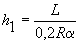 h₁ = L / 0,2Rα